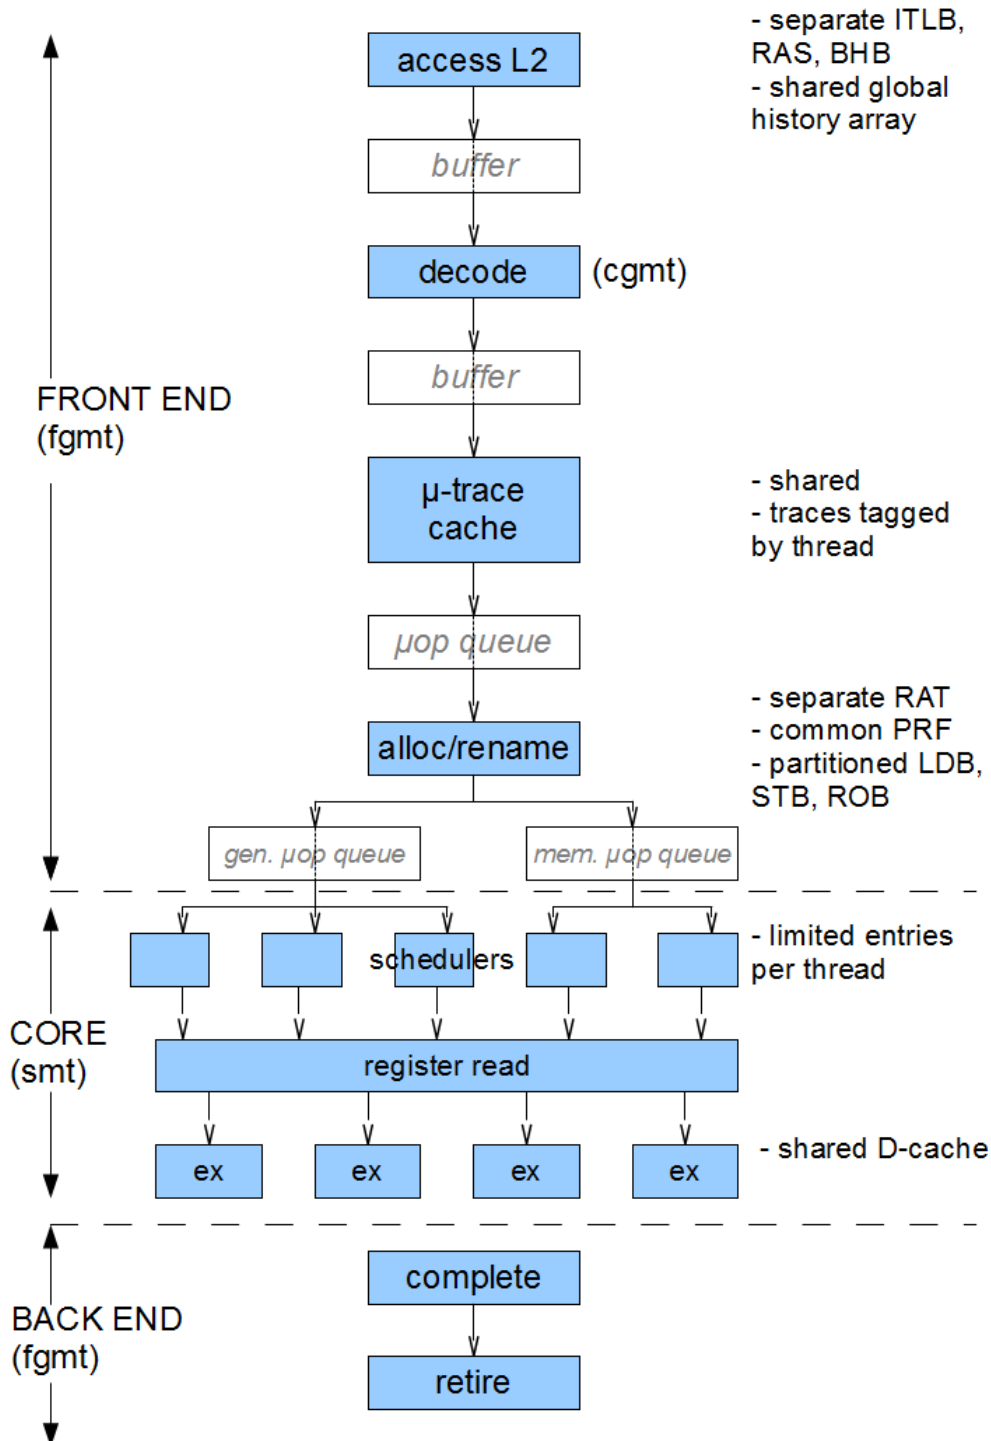 access L2
- separate ITLB,
RAS, BHB
- shared global
history array
buffer
decode
(cgmt)
buffer
FRONT END
(fgmt)
µ-trace
cache
- shared
- traces tagged
by thread
µop queue
alloc/rename
- separate RAT
- common PRF
- partitioned LDB,
STB, ROB
gen. µop queue
mem. µop queue
schedulers
- limited entries
per thread
CORE
(smt)
register read
ex
ex
ex
ex
- shared D-cache
BACK END
(fgmt)
complete
retire